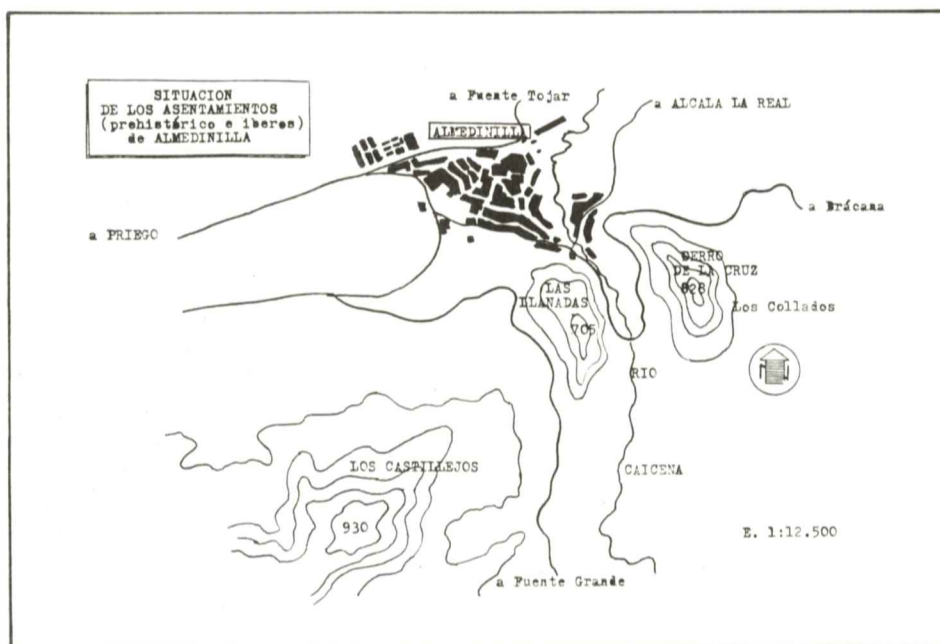 SITUACION
DE LOS ASENTAMIENTOS
(prehistórico e iberos)
de ALMEDINILLA
a Fuente Tojar
a ALCALA LA REAL
ALMEDINILLA
a Brácana
a PRIEGO
CERRO
DE LA CRUZ
828
LAS
LLANADAS
Los Collados
705
RIO
N
LOS CASTILLEJOS
CAICENA
930
E. 1:12.500
a Fuente Grande